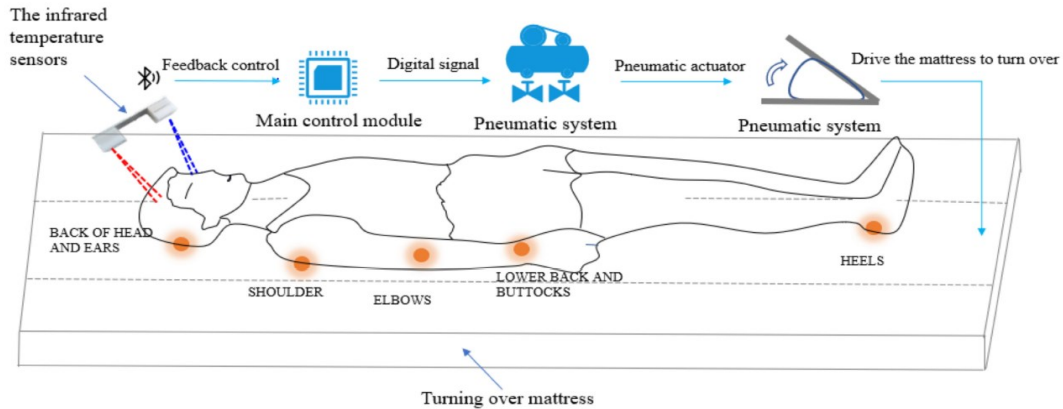 The infrared
temperature
sensors
Feedback control
Digital signal
Pneumatic actuator
Drive the mattress to turn over
Main control module
Pneumatic system
Pneumatic system
BACK OF HEAD
AND EARS
SHOULDER
ELBOWS
LOWER BACK AND
BUTTOCKS
HEELS
Turning over mattress